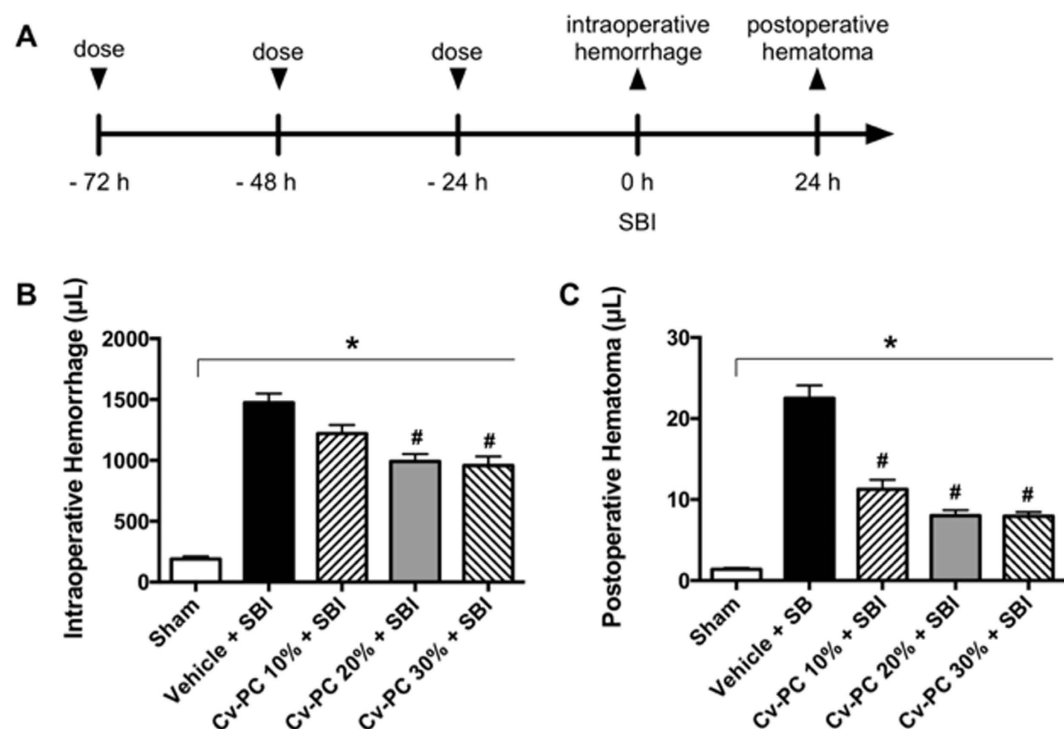 A
dose
dose
dose
intraoperative
hemorrhage
postoperative
hematoma
- 72 h
- 48 h
- 24 h
0 h
24 h
SBI
B
Intraoperative Hemorrhage (µL)
2000
1500
1000
500
0
*
#
#
Sham
Vehicle + SBI
Cv-PC 10% + SBI
Cv-PC 20% + SBI
Cv-PC 30% + SBI
C
Postoperative Hematoma (µL)
30
20
10
0
*
#
#
#
Sham
Vehicle + SB
Cv-PC 10% + SBI
Cv-PC 20% + SBI
Cv-PC 30% + SBI